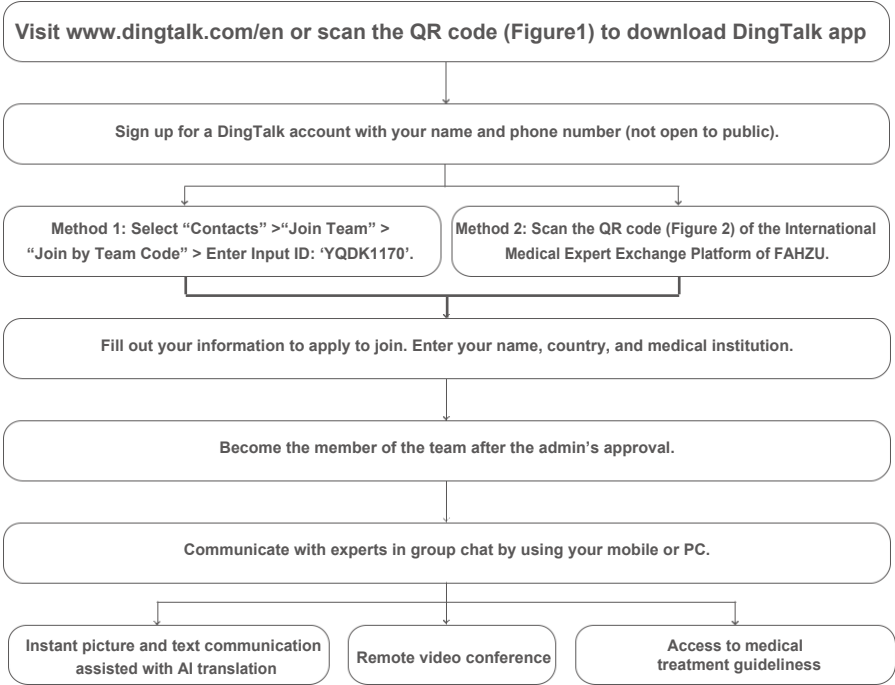 Visit www.dingtalk.com/en or scan the QR code (Figure1) to download DingTalk app
Sign up for a DingTalk account with your name and phone number (not open to public).
Method 1: Select “Contacts” >“Join Team” >
“Join by Team Code” > Enter Input ID: ‘YQDK1170’.
Method 2: Scan the QR code (Figure 2) of the International
Medical Expert Exchange Platform of FAHZU.
Fill out your information to apply to join. Enter your name, country, and medical institution.
Become the member of the team after the admin’s approval.
Communicate with experts in group chat by using your mobile or PC.
Instant picture and text communication
assisted with AI translation
Remote video conference
Access to medical
treatment guideliness